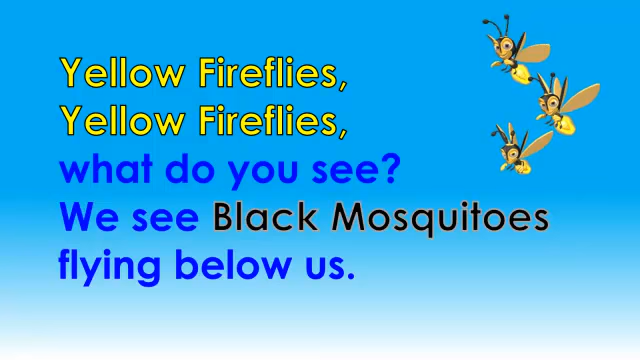 Yellow Fireflies,
Yellow Fireflies,
what do you see?
We see Black Mosquitoes
flying below us.